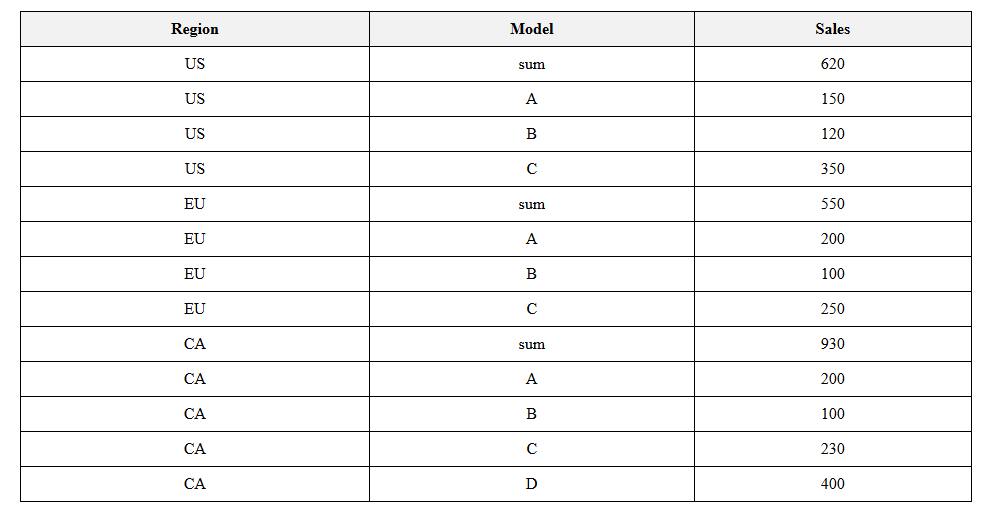 Region Model Sales
US sum 620
US A 150
US B 120
US C 350
EU sum 550
EU A 200
EU B 100
EU C 250
CA sum 930
CA A 200
CA B 100
CA C 230
CA D 400